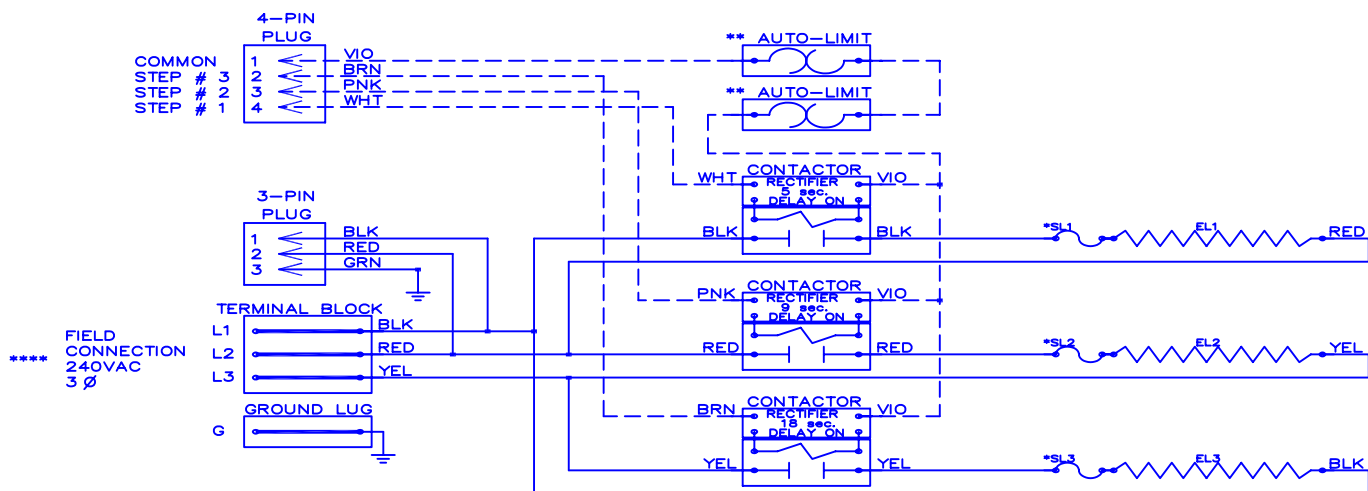 4-PIN
PLUG
COMMON 1 VIO
STEP # 3 2 BRN
STEP # 2 3 PNK
STEP # 1 4 WHT
** AUTO-LIMIT
** AUTO-LIMIT
CONTACTOR
WHT RECTIFIER VIO
5 sec.
DELAY ON
BLK BLK *SL1 EL1 RED
3-PIN
PLUG
1 BLK
2 RED
3 GRN
CONTACTOR
PNK RECTIFIER VIO
9 sec.
DELAY ON
RED RED *SL2 EL2 YEL
TERMINAL BLOCK
L1 BLK
L2 RED
L3 YEL
**** FIELD
CONNECTION
240VAC
3 Ø
GROUND LUG
G
CONTACTOR
BRN RECTIFIER VIO
18 sec.
DELAY ON
YEL YEL *SL3 EL3 BLK